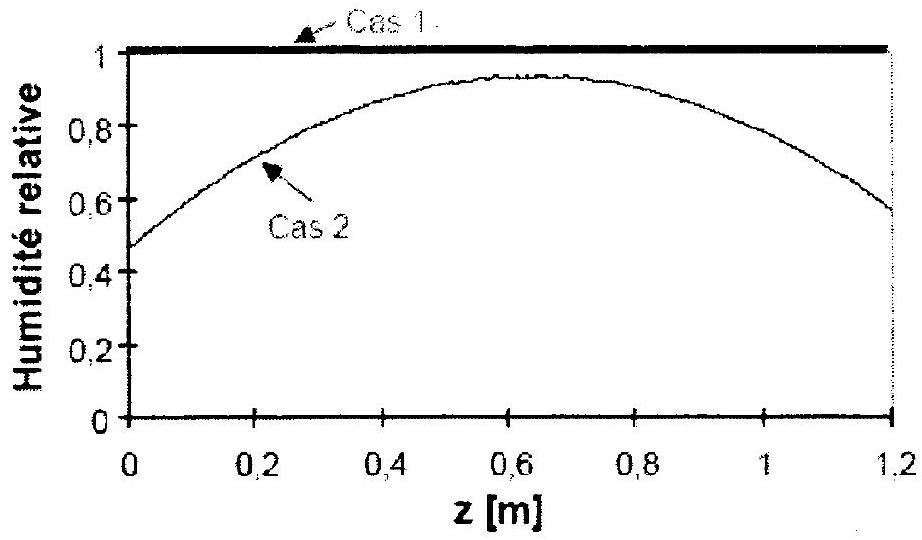 Cas 1
1
0,8
0,6
0,4
0,2
0
Humidité relative
Cas 2
0 0,2 0,4 0,6 0,8 1 1,2
z [m]